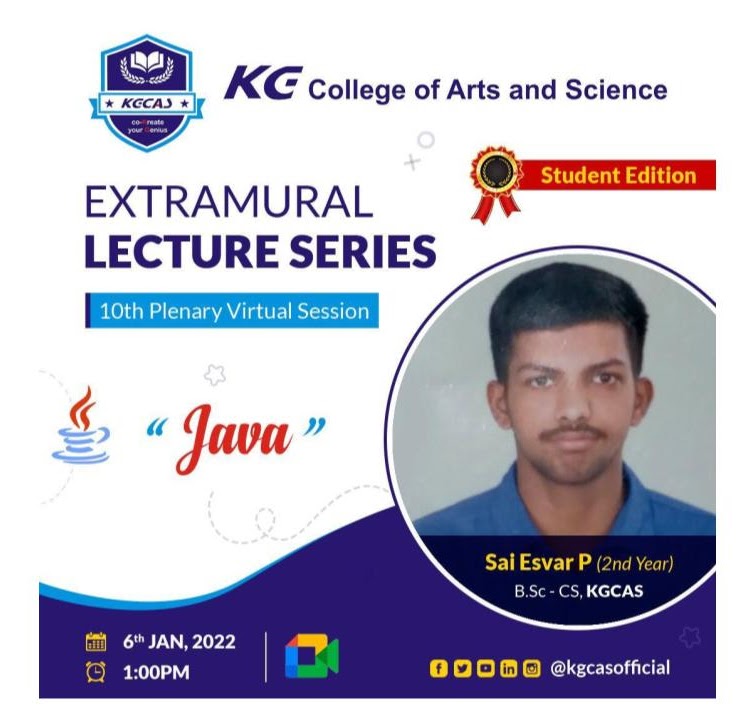 KGCAS
co-kreate
your Genius
KG College of Arts and Science
Student Edition
EXTRAMURAL
LECTURE SERIES
10th Plenary Virtual Session
“ Java ”
Sai Esvar P (2nd Year)
B.Sc - CS, KGCAS
6th JAN, 2022
1:00PM
@kgcasofficial